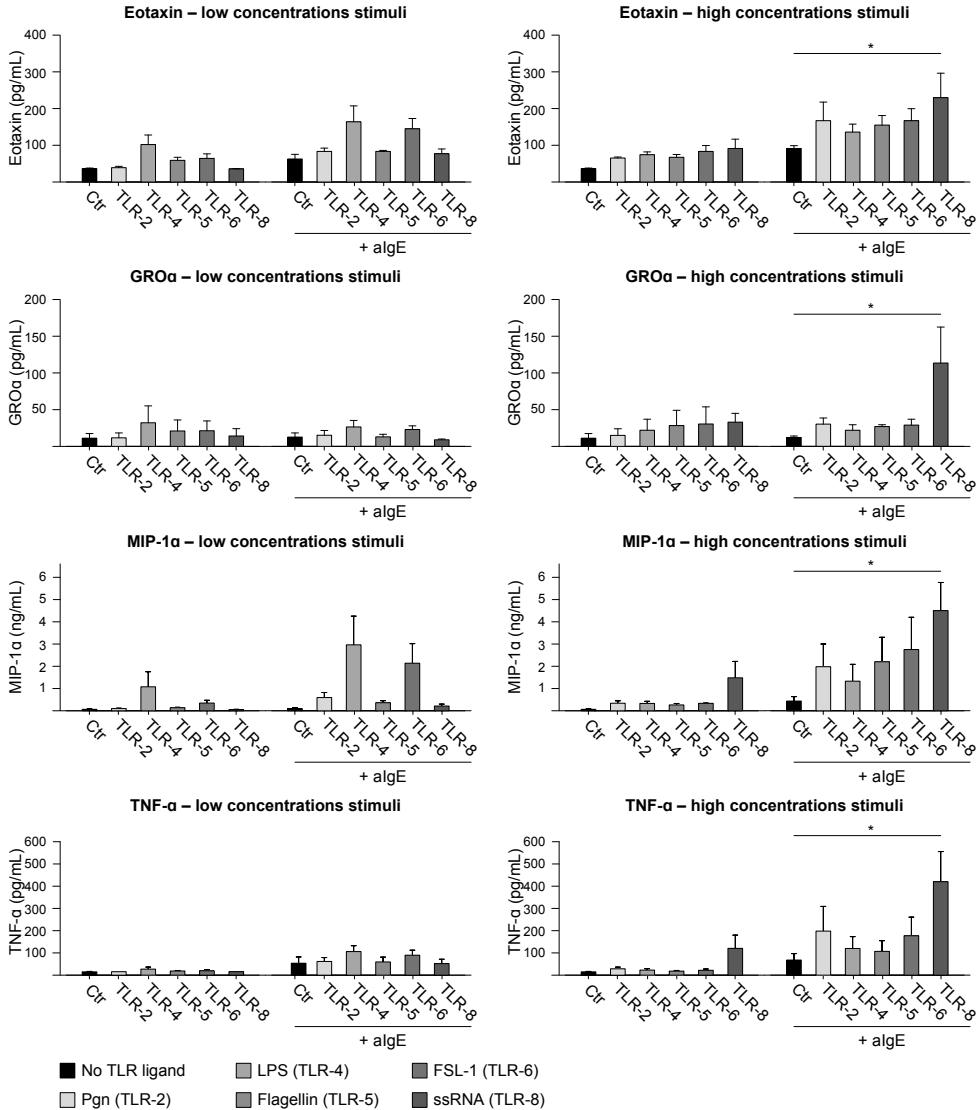 Eotaxin – low concentrations stimuli
Eotaxin (pg/mL)
400
300
200
100
Ctr
TLR-2
TLR-4
TLR-5
TLR-6
TLR-8
Ctr
TLR-2
TLR-4
TLR-5
TLR-6
TLR-8
+ aIgE
Eotaxin – high concentrations stimuli
Eotaxin (pg/mL)
400
300
200
100
*
Ctr
TLR-2
TLR-4
TLR-5
TLR-6
TLR-8
Ctr
TLR-2
TLR-4
TLR-5
TLR-6
TLR-8
+ aIgE
GROα – low concentrations stimuli
GROα (pg/mL)
200
150
100
50
Ctr
TLR-2
TLR-4
TLR-5
TLR-6
TLR-8
Ctr
TLR-2
TLR-4
TLR-5
TLR-6
TLR-8
+ aIgE
GROα – high concentrations stimuli
GROα (pg/mL)
200
150
100
50
*
Ctr
TLR-2
TLR-4
TLR-5
TLR-6
TLR-8
Ctr
TLR-2
TLR-4
TLR-5
TLR-6
TLR-8
+ aIgE
MIP-1α – low concentrations stimuli
MIP-1α (ng/mL)
6
5
4
3
2
1
Ctr
TLR-2
TLR-4
TLR-5
TLR-6
TLR-8
Ctr
TLR-2
TLR-4
TLR-5
TLR-6
TLR-8
+ aIgE
MIP-1α – high concentrations stimuli
MIP-1α (ng/mL)
6
5
4
3
2
1
*
Ctr
TLR-2
TLR-4
TLR-5
TLR-6
TLR-8
Ctr
TLR-2
TLR-4
TLR-5
TLR-6
TLR-8
+ aIgE
TNF-α – low concentrations stimuli
TNF-α (pg/mL)
600
500
400
300
200
100
Ctr
TLR-2
TLR-4
TLR-5
TLR-6
TLR-8
Ctr
TLR-2
TLR-4
TLR-5
TLR-6
TLR-8
+ aIgE
TNF-α – high concentrations stimuli
TNF-α (pg/mL)
600
500
400
300
200
100
*
Ctr
TLR-2
TLR-4
TLR-5
TLR-6
TLR-8
Ctr
TLR-2
TLR-4
TLR-5
TLR-6
TLR-8
+ aIgE
No TLR ligand
LPS (TLR-4)
FSL-1 (TLR-6)
Pgn (TLR-2)
Flagellin (TLR-5)
ssRNA (TLR-8)